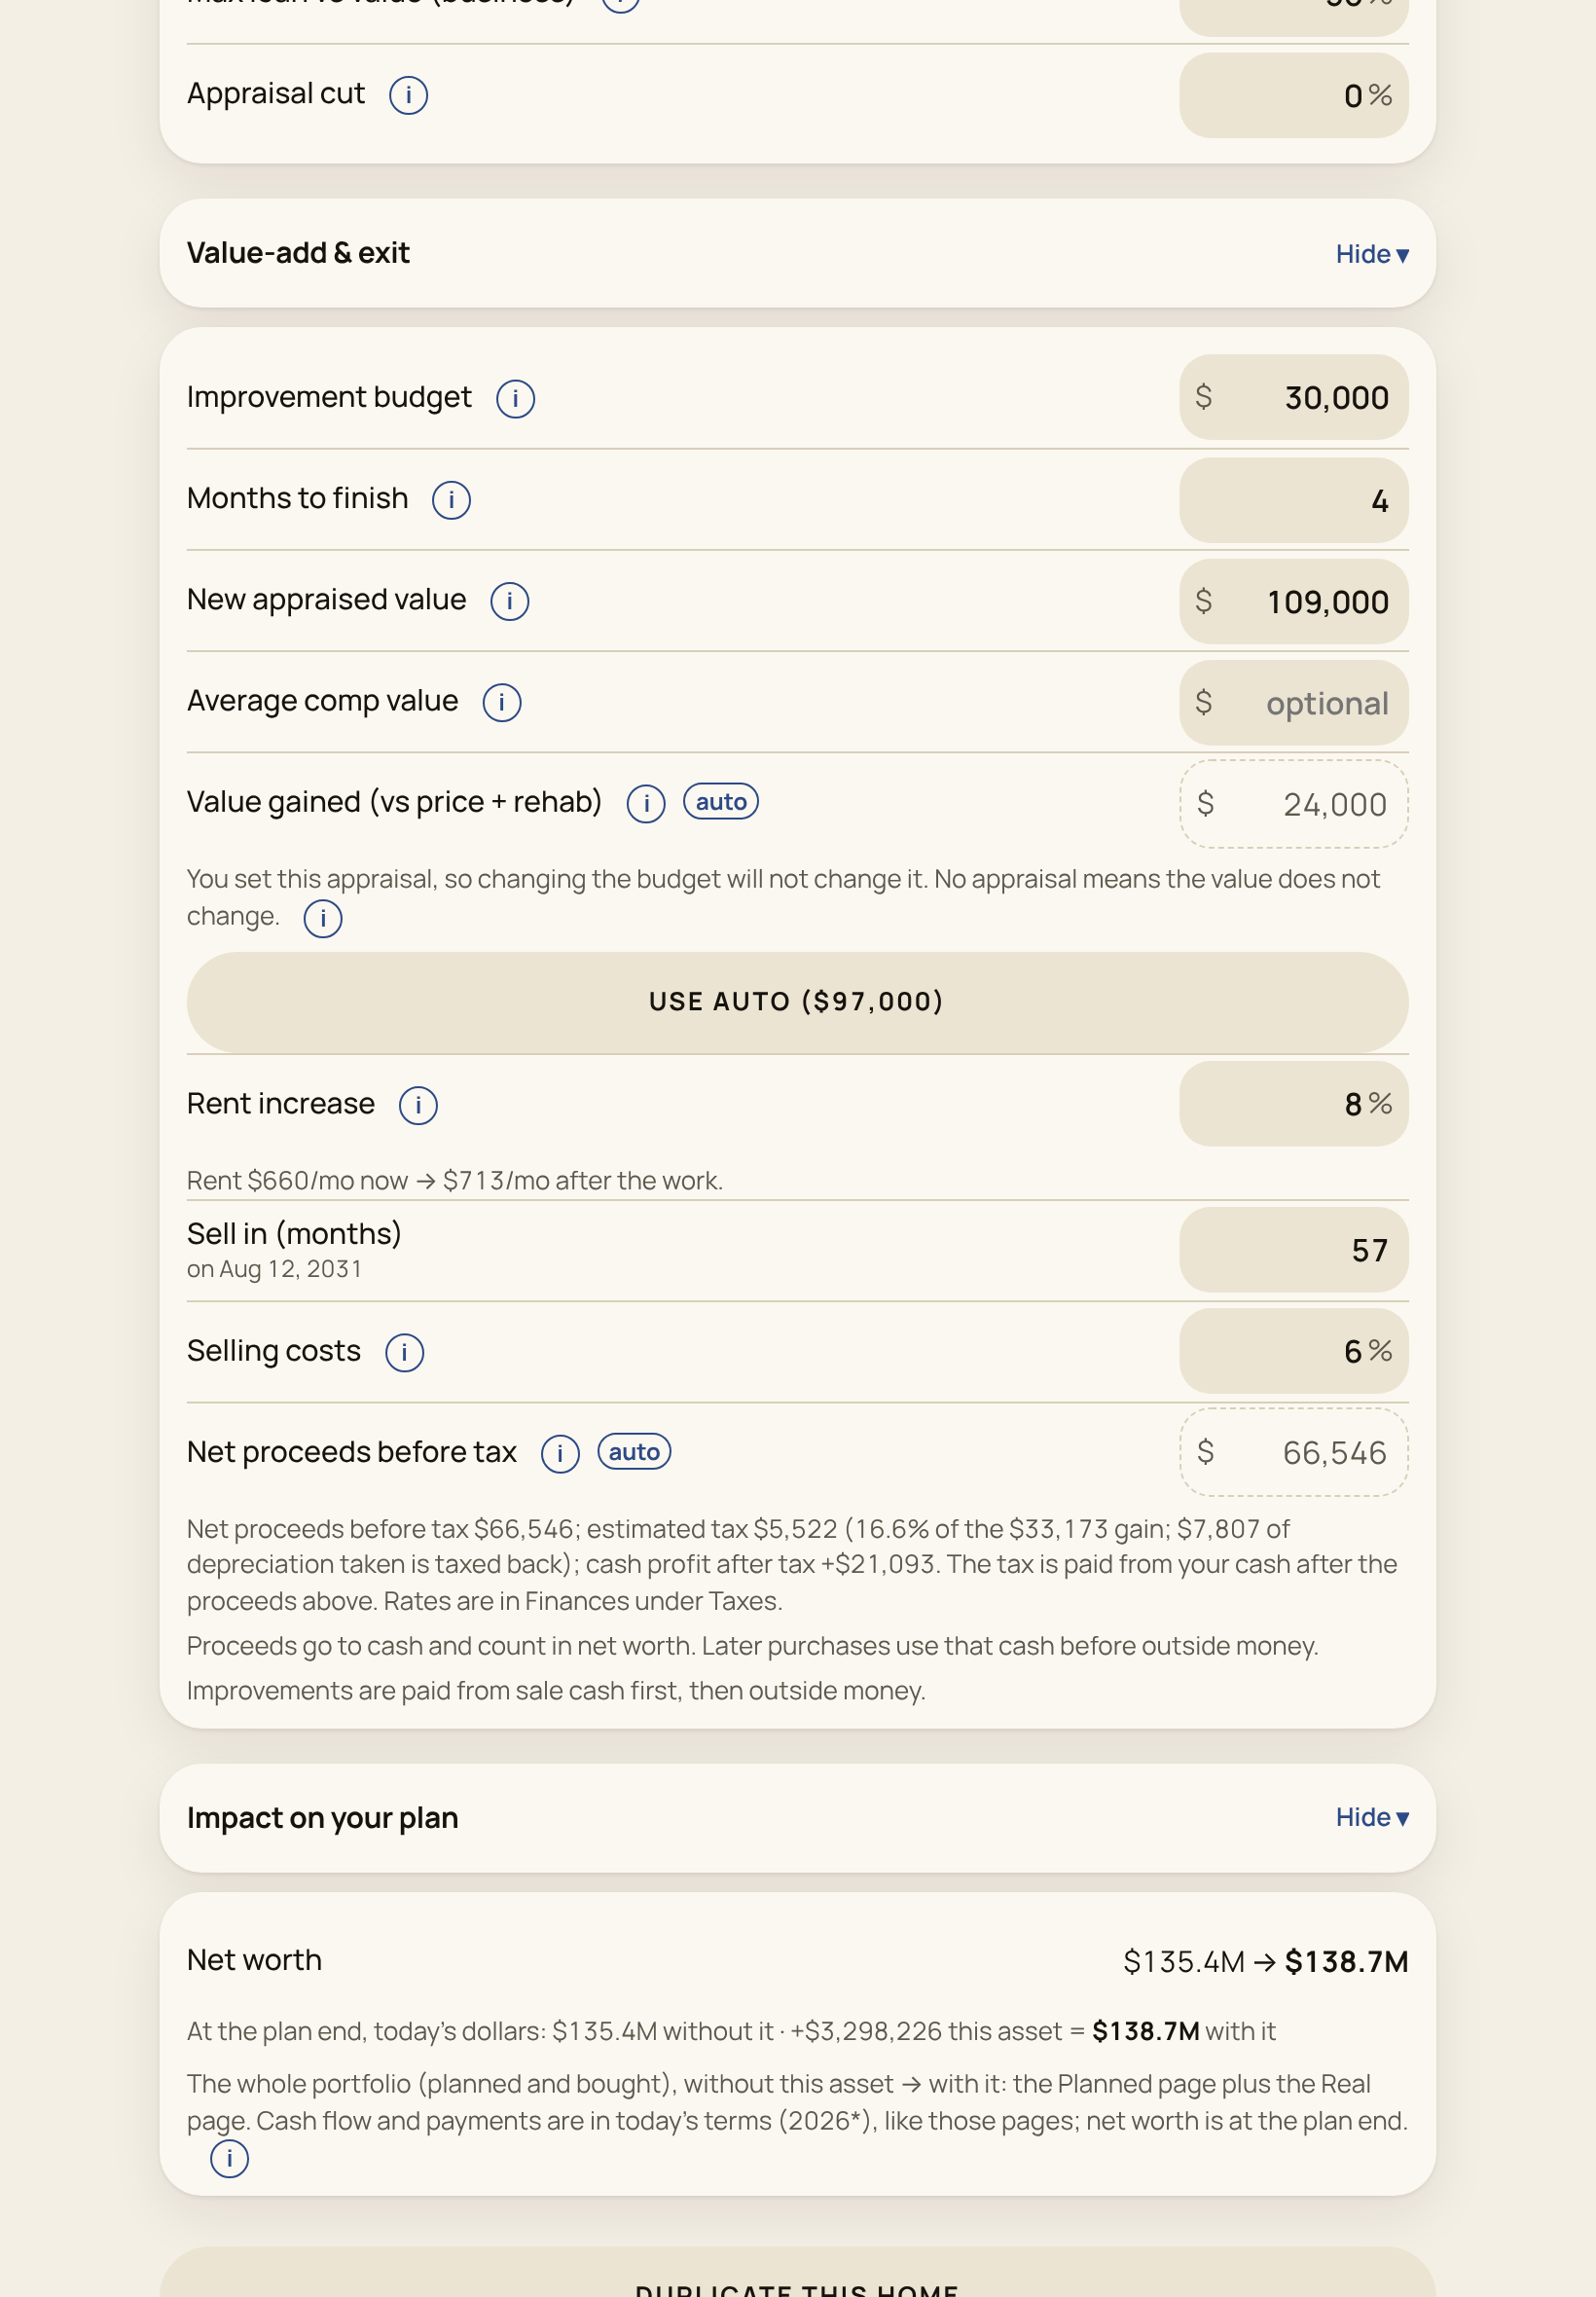 Appraisal cut i 0 %
Value-add & exit Hide ▾
Improvement budget i $ 30,000
Months to finish i 4
New appraised value i $ 109,000
Average comp value i $ optional
Value gained (vs price + rehab) i auto $ 24,000
You set this appraisal, so changing the budget will not change it. No appraisal means the value does not
change. i
USE AUTO ($97,000)
Rent increase i 8 %
Rent $660/mo now → $713/mo after the work.
Sell in (months) 57
on Aug 12, 2031
Selling costs i 6 %
Net proceeds before tax i auto $ 66,546
Net proceeds before tax $66,546; estimated tax $5,522 (16.6% of the $33,173 gain; $7,807 of
depreciation taken is taxed back); cash profit after tax +$21,093. The tax is paid from your cash after the
proceeds above. Rates are in Finances under Taxes.
Proceeds go to cash and count in net worth. Later purchases use that cash before outside money.
Improvements are paid from sale cash first, then outside money.
Impact on your plan Hide ▾
Net worth $135.4M → $138.7M
At the plan end, today's dollars: $135.4M without it · +$3,298,226 this asset = $138.7M with it
The whole portfolio (planned and bought), without this asset → with it: the Planned page plus the Real
page. Cash flow and payments are in today's terms (2026*), like those pages; net worth is at the plan end.
i
DUPLICATE THIS HOME